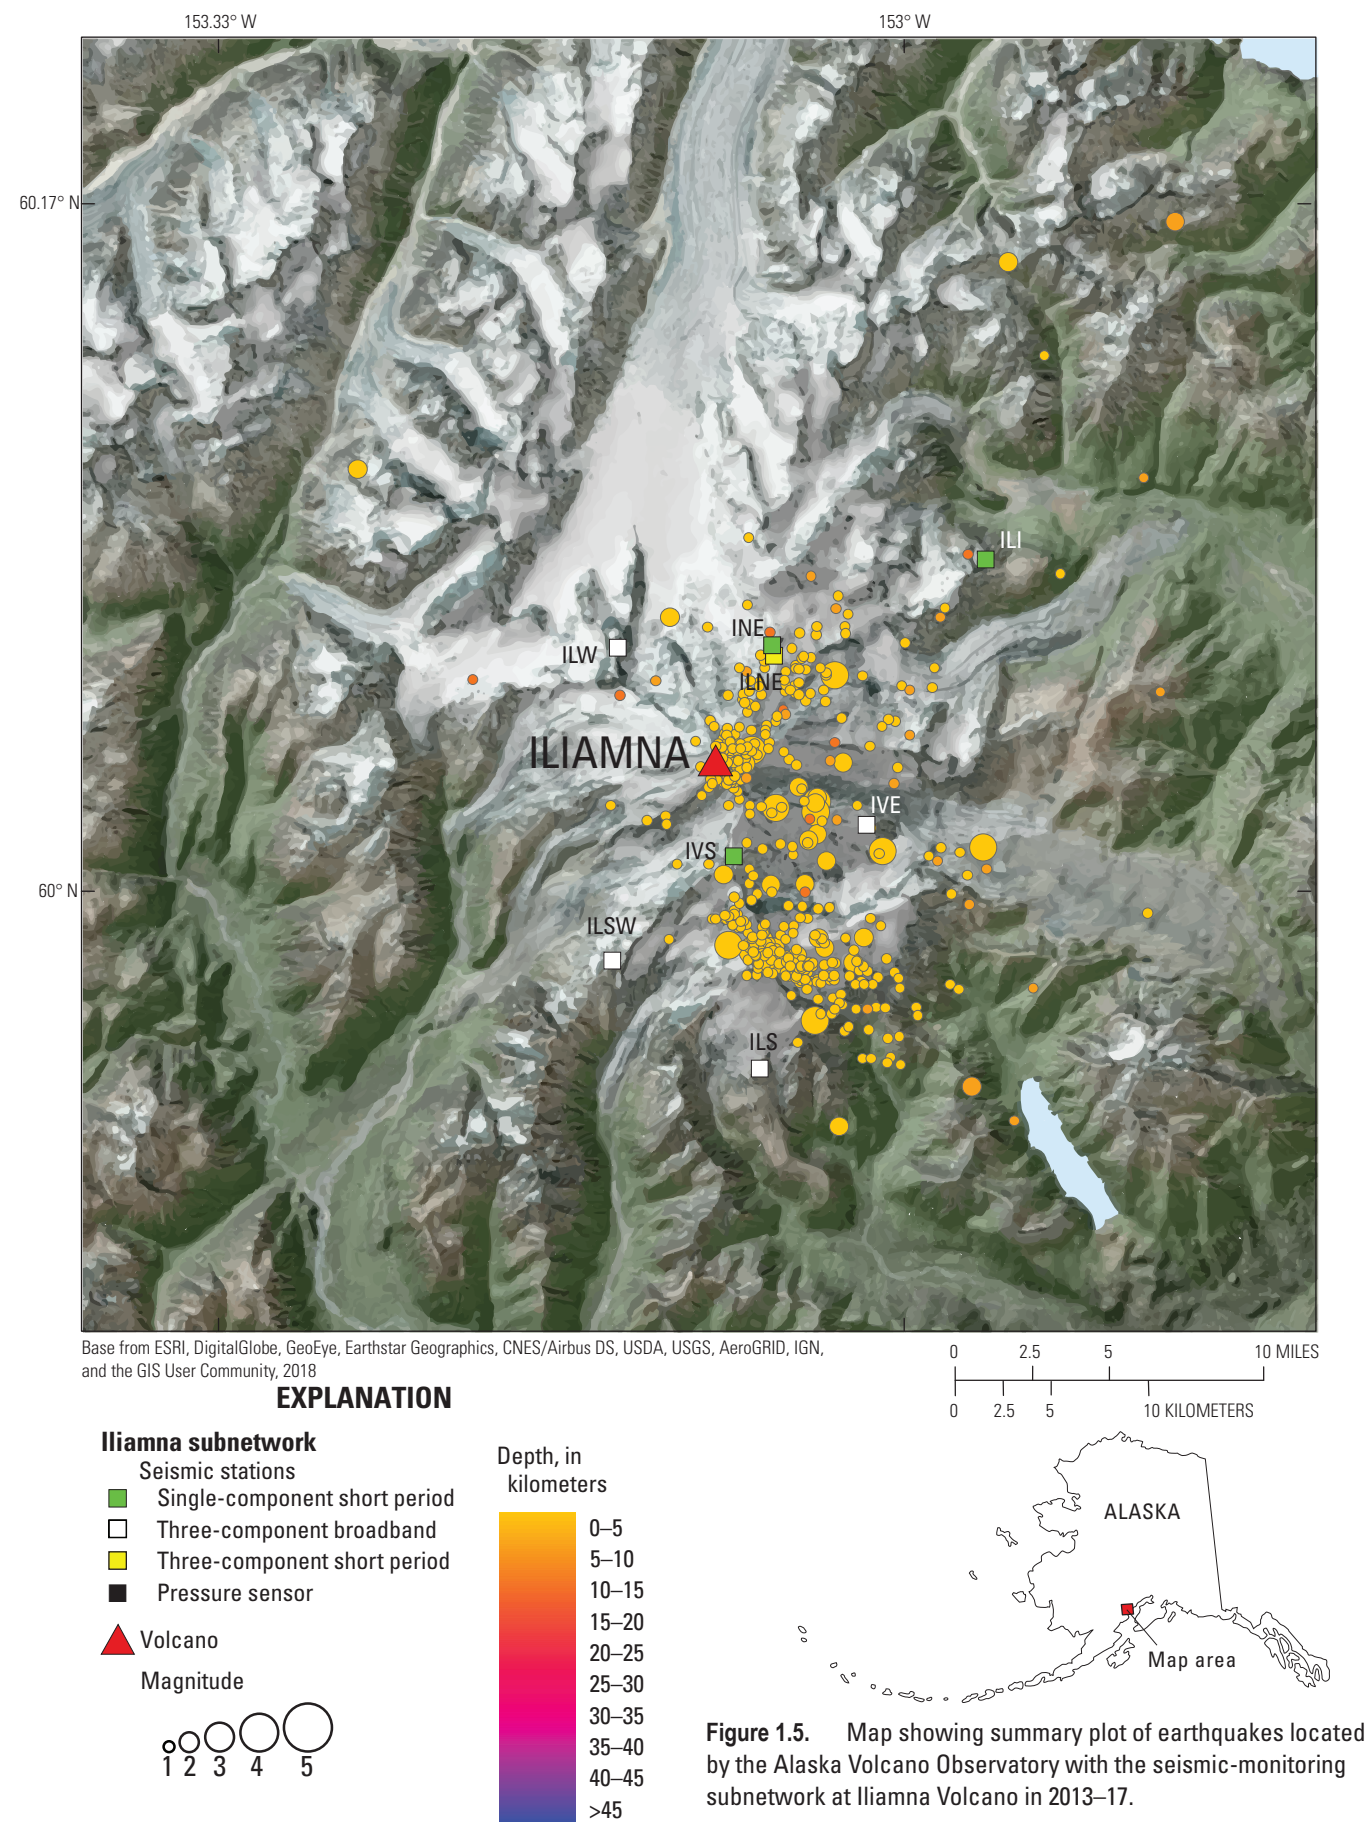 153.33° W
153° W
60.17° N
ILI
INE
ILW
ILNE
ILIAMNA
IVE
IVS
60° N
ILSW
ILS
Base from ESRI, DigitalGlobe, GeoEye, Earthstar Geographics, CNES/Airbus DS, USDA, USGS, AeroGRID, IGN,
and the GIS User Community, 2018
0 2.5 5 10 MILES
0 2.5 5 10 KILOMETERS
EXPLANATION
Iliamna subnetwork
Seismic stations
Single-component short period
Three-component broadband
Three-component short period
Pressure sensor
Volcano
Magnitude
1 2 3 4 5
Depth, in
kilometers
0–5
5–10
10–15
15–20
20–25
25–30
30–35
35–40
40–45
>45
ALASKA
Map area
Figure 1.5. Map showing summary plot of earthquakes located
by the Alaska Volcano Observatory with the seismic-monitoring
subnetwork at Iliamna Volcano in 2013–17.